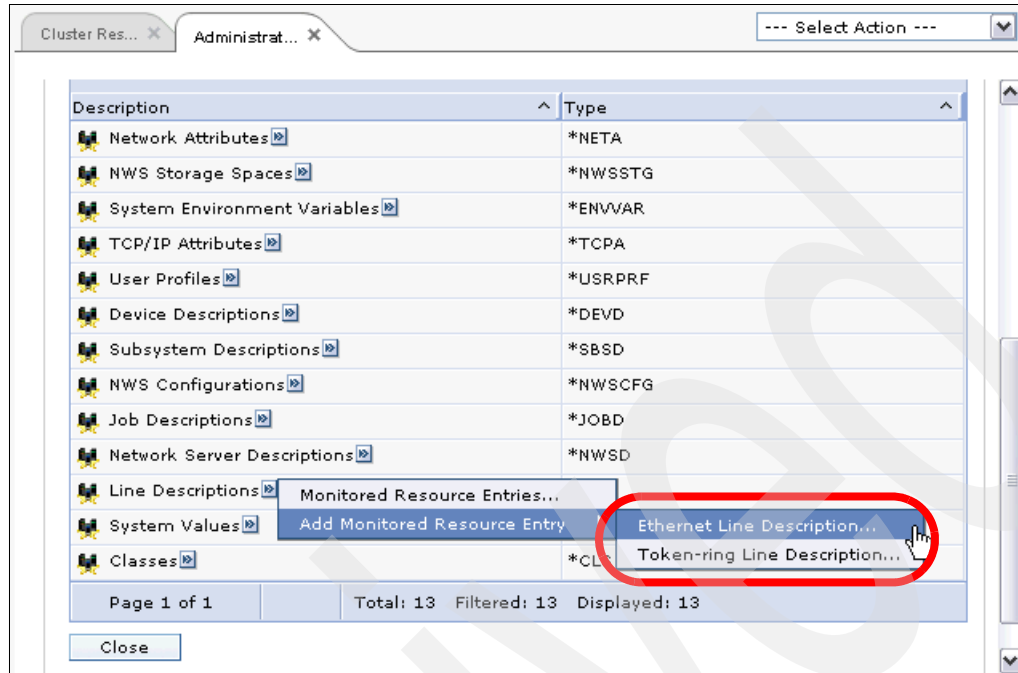 Cluster Res... Administrat... --- Select Action ---
Description Type
Network Attributes *NETA
NWS Storage Spaces *NWSSTG
System Environment Variables *ENVVAR
TCP/IP Attributes *TCPA
User Profiles *USRPRF
Device Descriptions *DEVD
Subsystem Descriptions *SBSD
NWS Configurations *NWSCFG
Job Descriptions *JOBD
Network Server Descriptions *NWSD
Line Descriptions Monitored Resource Entries...
System Values Add Monitored Resource Entry Ethernet Line Description...
Classes Token-ring Line Description...
Page 1 of 1 Total: 13 Filtered: 13 Displayed: 13
Close